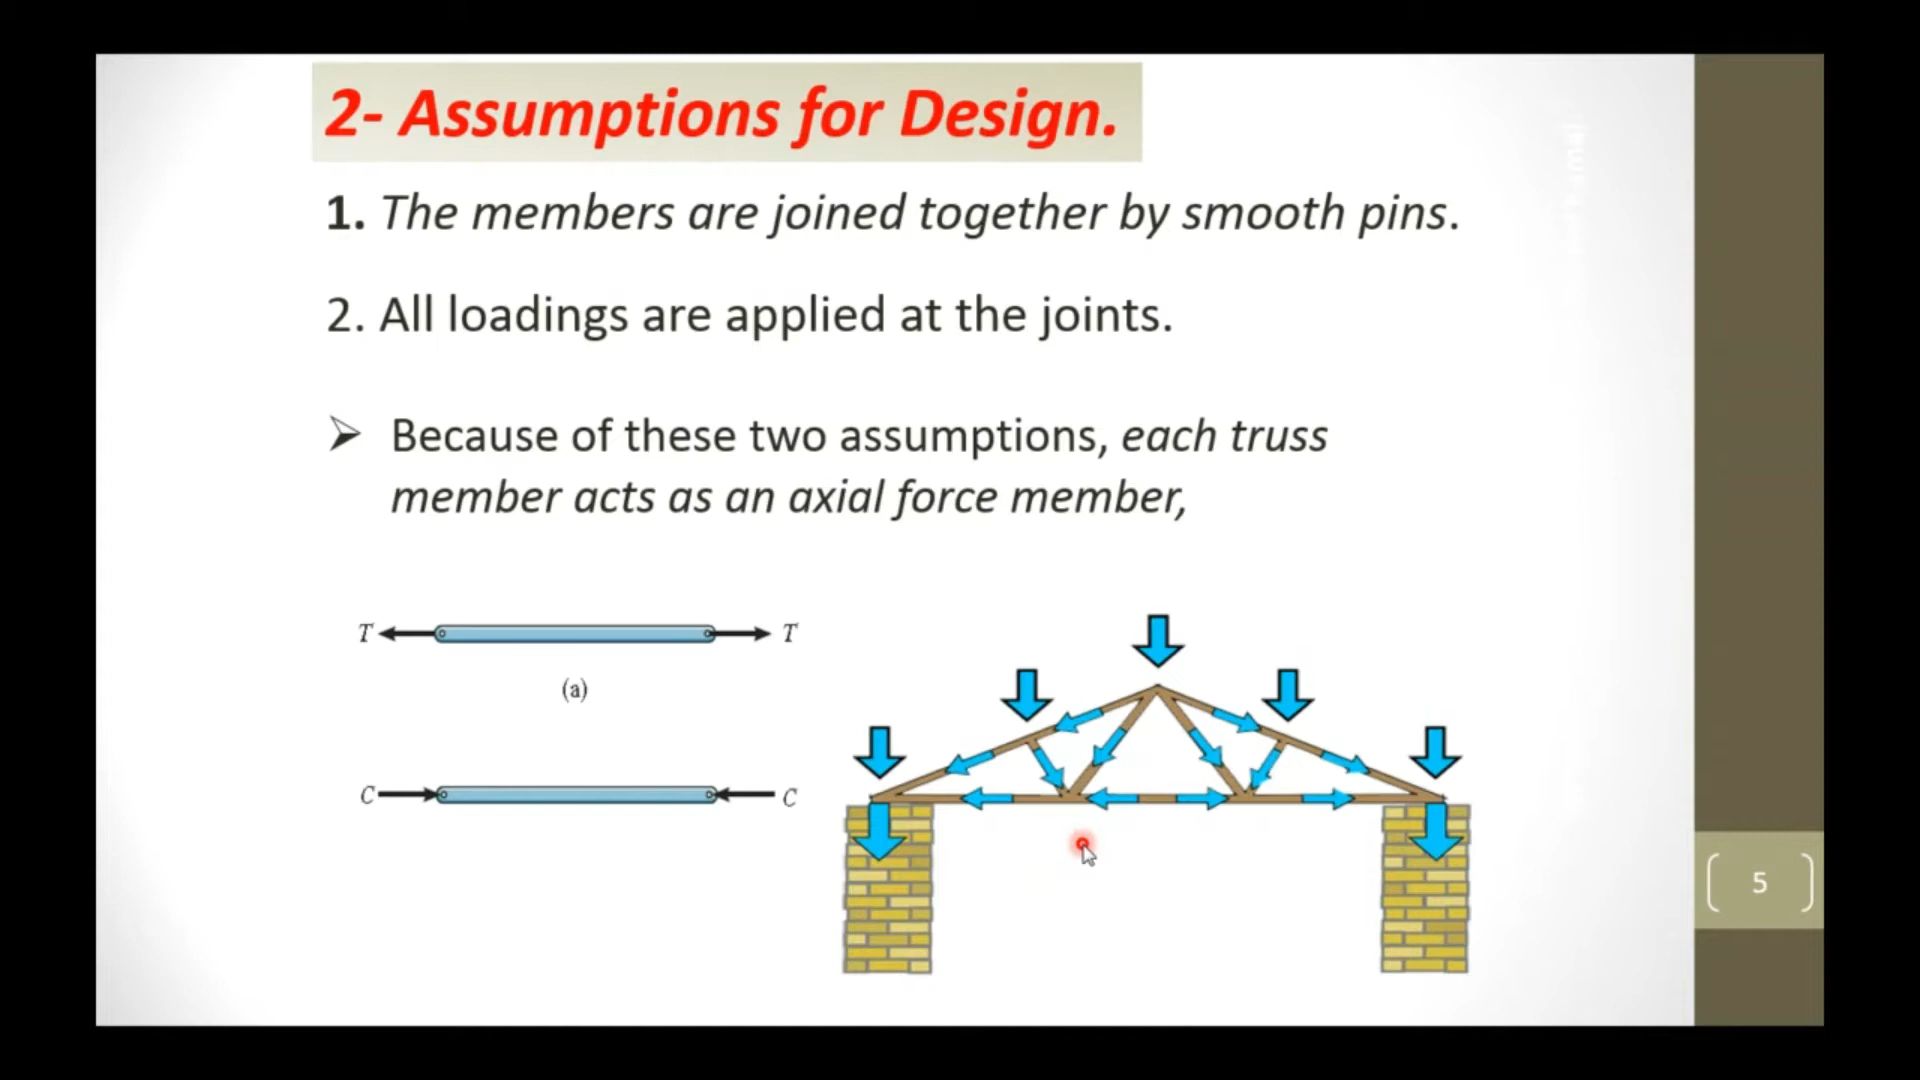 2- Assumptions for Design.
1. The members are joined together by smooth pins.
2. All loadings are applied at the joints.
➢ Because of these two assumptions, each truss
member acts as an axial force member,
T T
(a)
C C
5